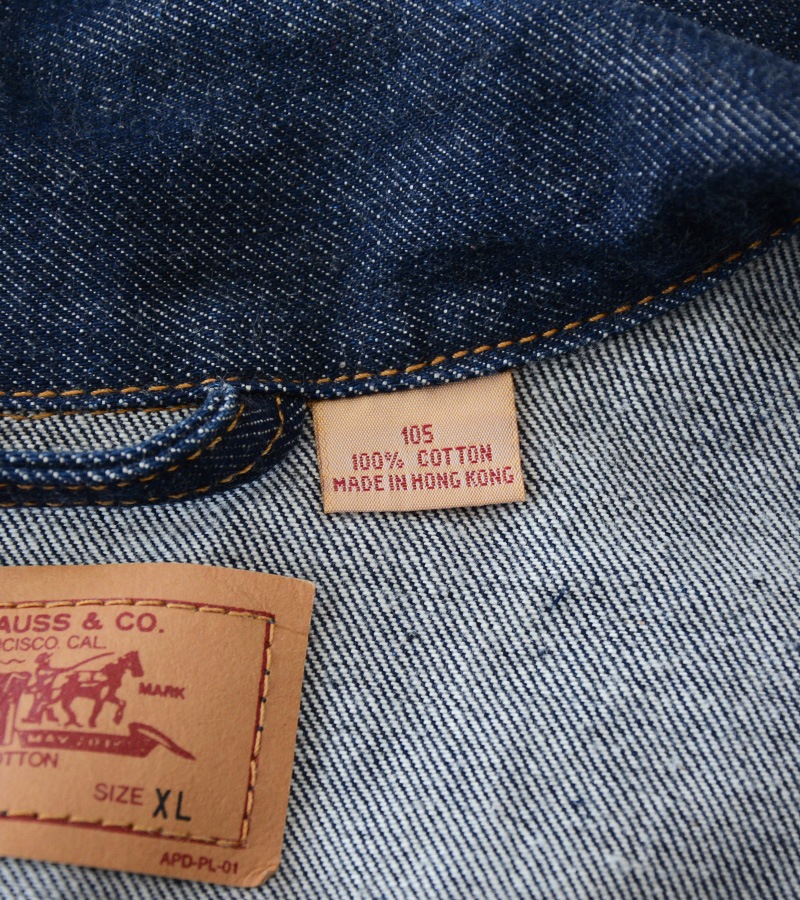 105
100% COTTON
MADE IN HONG KONG
AUSS & CO.
CISCO. CAL.
MARK
OTTON
SIZE XL
APD-PL-01